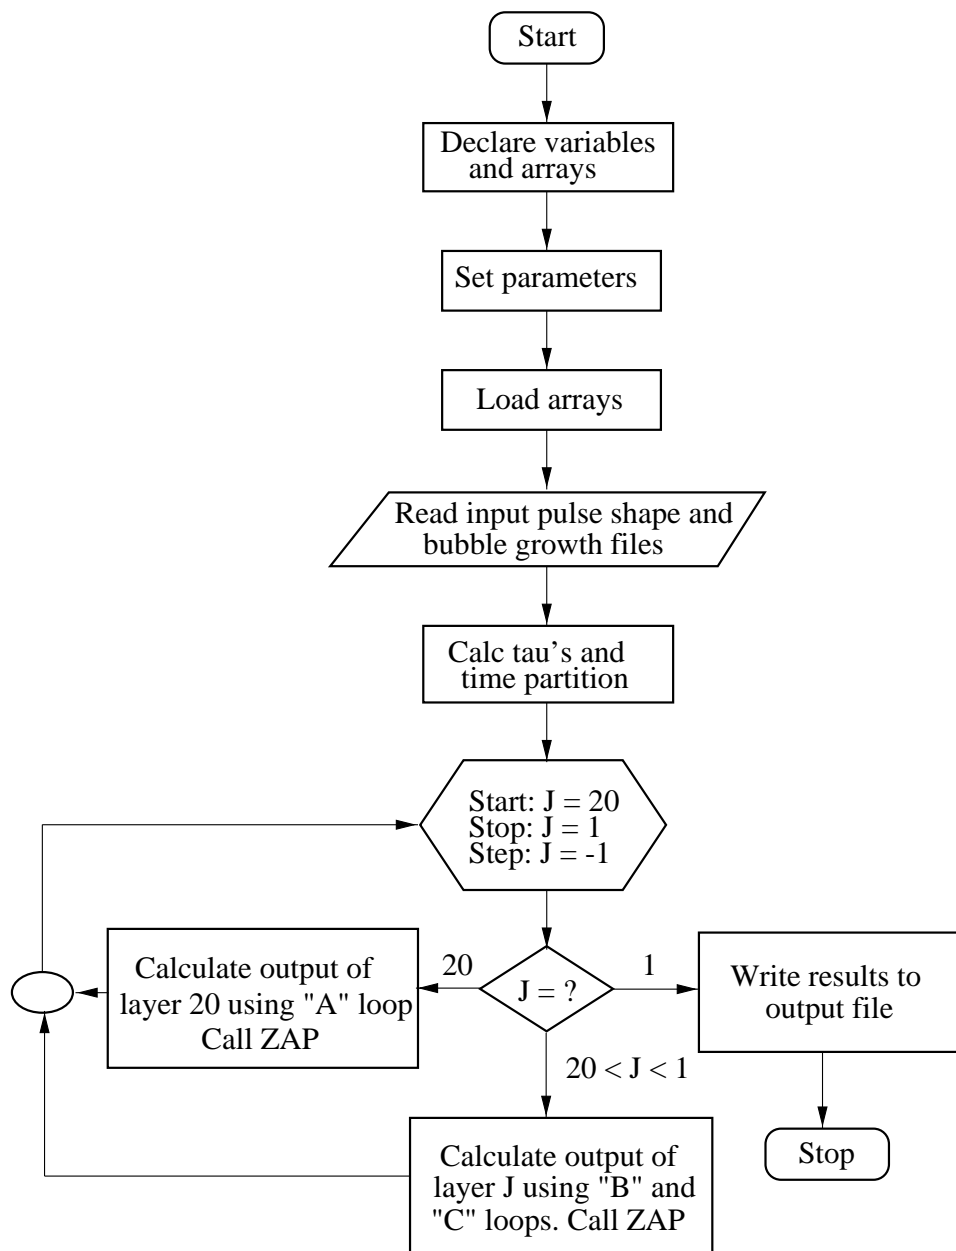 Start
Declare variables
and arrays
Set parameters
Load arrays
Read input pulse shape and
bubble growth files
Calc tau's and
time partition
Start: J = 20
Stop: J = 1
Step: J = -1
Calculate output of
layer 20 using "A" loop
Call ZAP
20
J = ?
1
Write results to
output file
20 < J < 1
Calculate output of
layer J using "B" and
"C" loops. Call ZAP
Stop